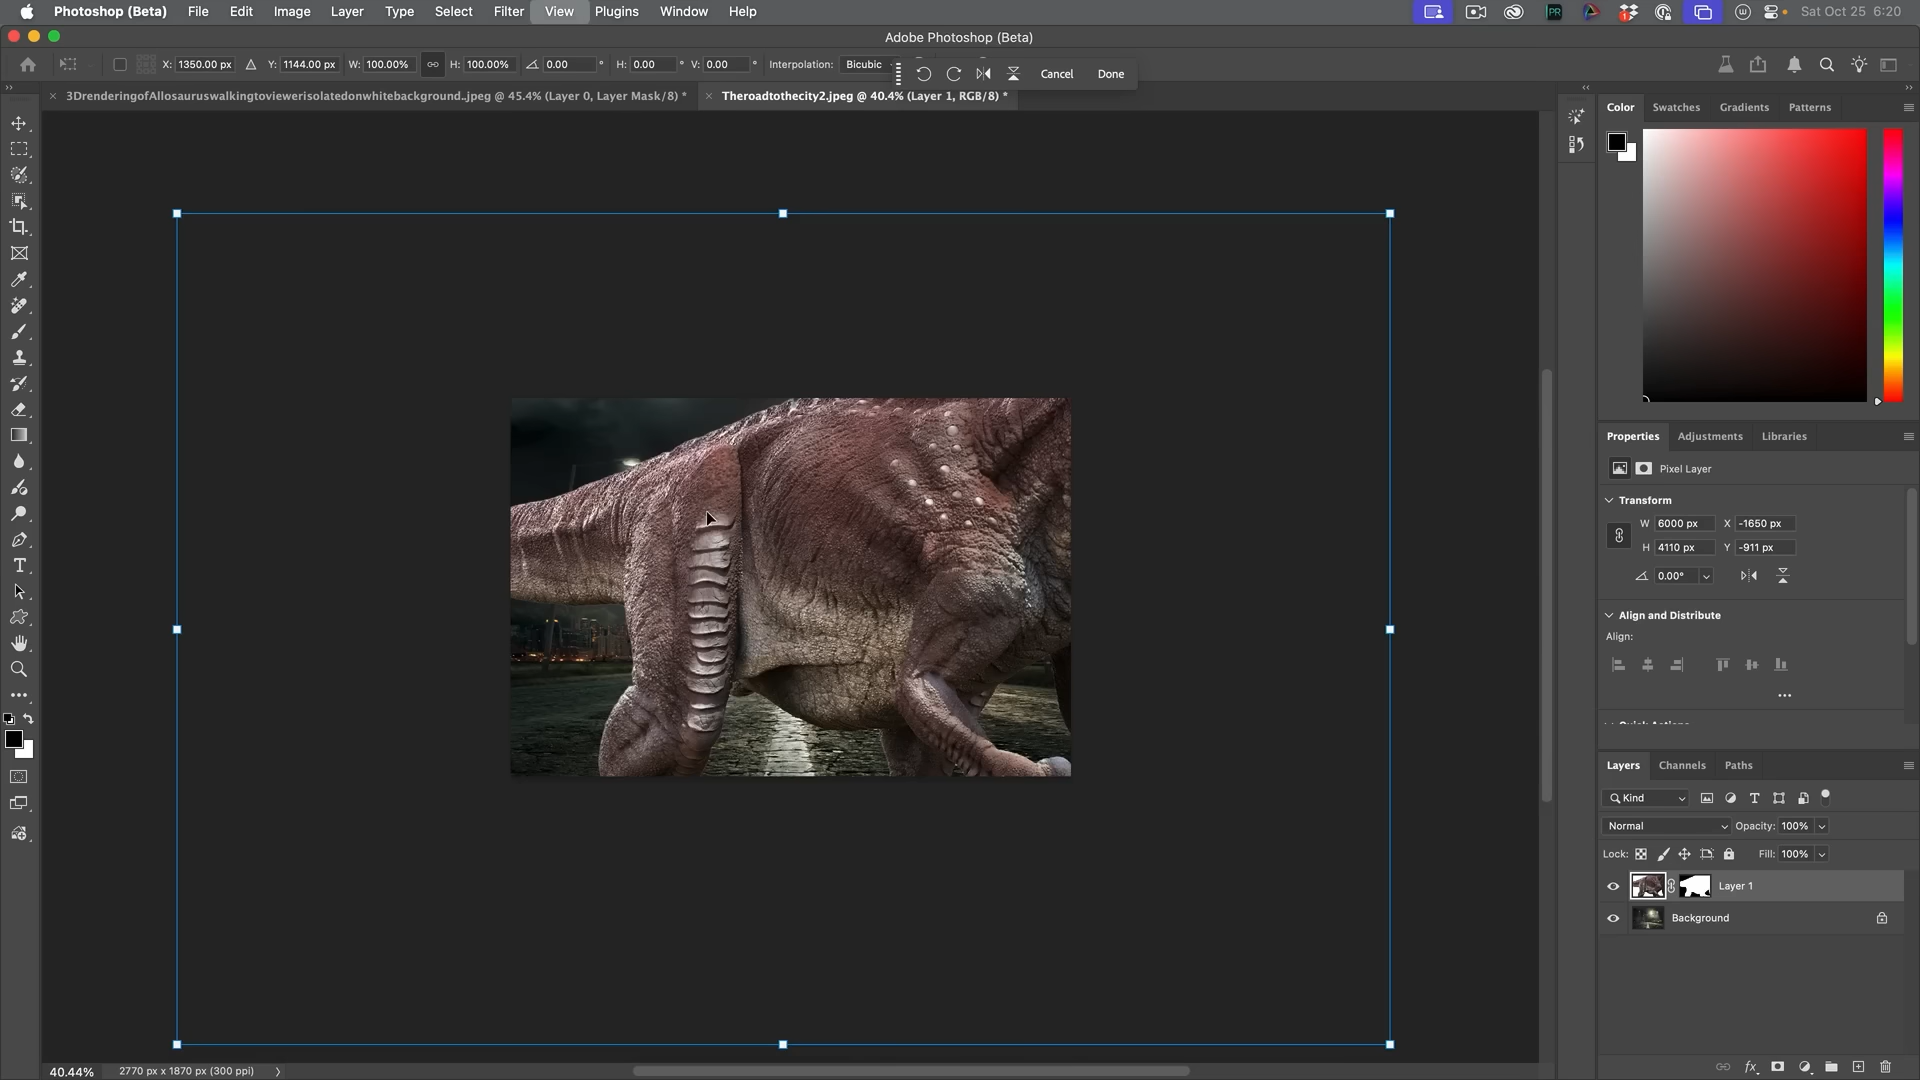 Photoshop (Beta) File Edit Image Layer Type Select Filter View Plugins Window Help Sat Oct 25 6:20
Adobe Photoshop (Beta)
X: 1350.00 px Y: 1144.00 px W: 100.00% H: 100.00% 0.00 ° H: 0.00 ° V: 0.00 ° Interpolation: Bicubic Cancel Done
3DrenderingofAllosauruswalkingtoviewerisolatedonwhitebackground..jpeg @ 45.4% (Layer 0, Layer Mask/8) * Theroadtothecity2.jpeg @ 40.4% (Layer 1, RGB/8) *
Color Swatches Gradients Patterns
Properties Adjustments Libraries
Pixel Layer
Transform
W 6000 px X -1650 px
H 4110 px Y -911 px
0.00°
Align and Distribute
Align:
Quick Actions
Layers Channels Paths
Kind
Normal Opacity: 100%
Lock: Fill: 100%
Layer 1
Background
40.44% 2770 px x 1870 px (300 ppi)